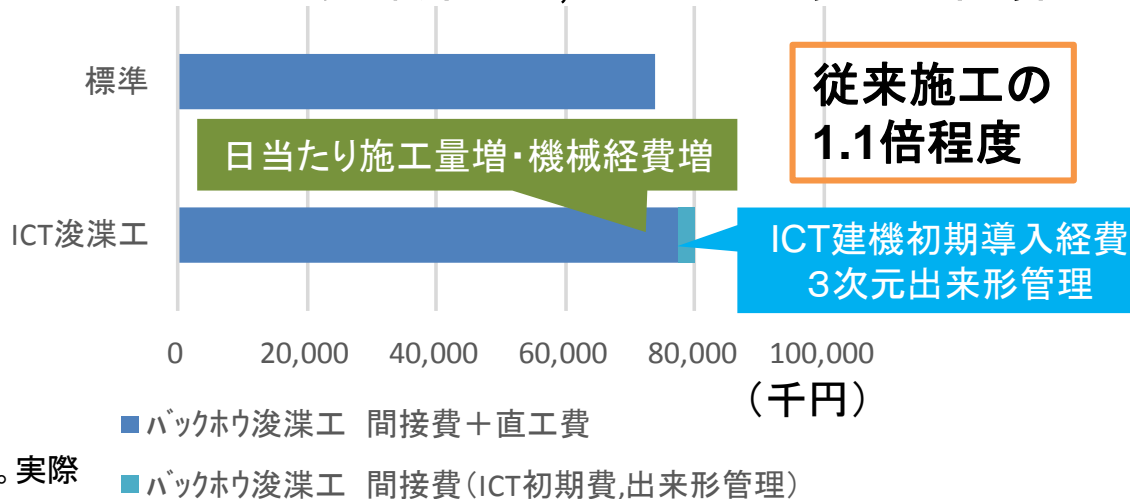 標準
従来施工の
1.1倍程度
日当たり施工量増・機械経費増
ICT浚渫工
ICT建機初期導入経費
３次元出来形管理
0 20,000 40,000 60,000 80,000 100,000
（千円）
ﾊﾞｯｸﾎｳ浚渫工 間接費＋直工費
。実際
ﾊﾞｯｸﾎｳ浚渫工 間接費（ICT初期費,出来形管理）